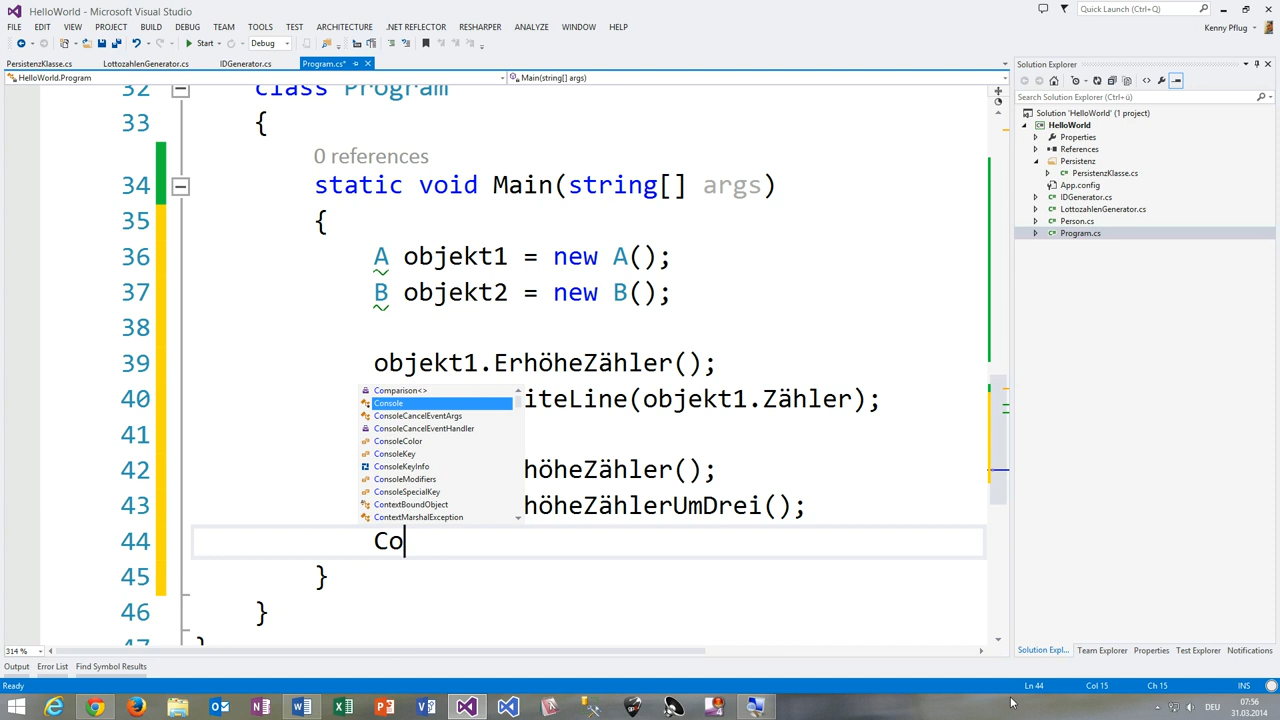 HelloWorld - Microsoft Visual Studio
Quick Launch (Ctrl+Q)
FILE EDIT VIEW PROJECT BUILD DEBUG TEAM TOOLS TEST ARCHITECTURE .NET REFLECTOR RESHARPER ANALYZE WINDOW HELP
Kenny Pflug
Start Debug
PersistenzKlasse.cs LottozahlenGenerator.cs IDGenerator.cs Program.cs*
HelloWorld.Program Main(string[] args)
32 class Program
33 {
0 references
34 static void Main(string[] args)
35 {
36 A objekt1 = new A();
37 B objekt2 = new B();
38
39 objekt1.ErhöheZähler();
40 iteLine(objekt1.Zähler);
41
42 höheZähler();
43 höheZählerUmDrei();
44 Co
45 }
46 }
47 }
Comparison<>
Console
ConsoleCancelEventArgs
ConsoleCancelEventHandler
ConsoleColor
ConsoleKey
ConsoleKeyInfo
ConsoleModifiers
ConsoleSpecialKey
ContextBoundObject
ContextMarshalException
314 %
Solution Explorer
Search Solution Explorer (Ctrl+ü)
Solution 'HelloWorld' (1 project)
HelloWorld
Properties
References
Persistenz
PersistenzKlasse.cs
App.config
IDGenerator.cs
LottozahlenGenerator.cs
Person.cs
Program.cs
Solution Expl... Team Explorer Properties Test Explorer Notifications
Output Error List Find Symbol Results
Ready Ln 44 Col 15 Ch 15 INS
DEU 07:56
31.03.2014